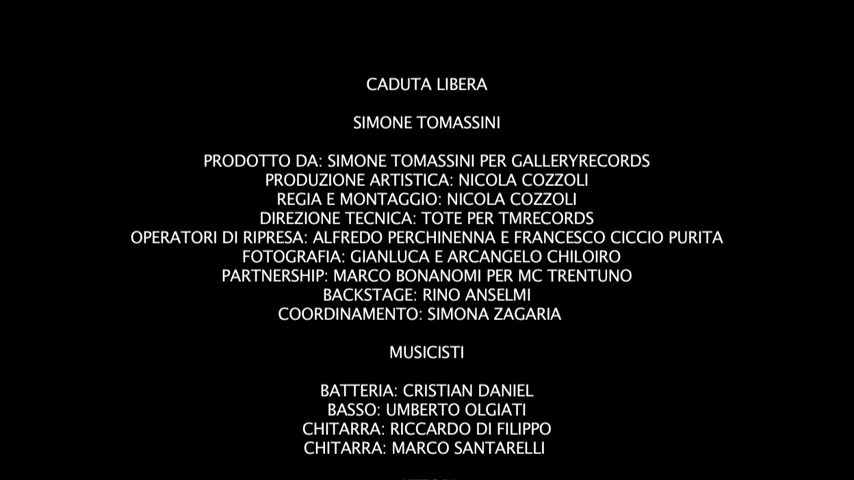 CADUTA LIBERA
SIMONE TOMASSINI
PRODOTTO DA: SIMONE TOMASSINI PER GALLERYRECORDS
PRODUZIONE ARTISTICA: NICOLA COZZOLI
REGIA E MONTAGGIO: NICOLA COZZOLI
DIREZIONE TECNICA: TOTE PER TMRECORDS
OPERATORI DI RIPRESA: ALFREDO PERCHINENNA E FRANCESCO CICCIO PURITA
FOTOGRAFIA: GIANLUCA E ARCANGELO CHILOIRO
PARTNERSHIP: MARCO BONANOMI PER MC TRENTUNO
BACKSTAGE: RINO ANSELMI
COORDINAMENTO: SIMONA ZAGARIA
MUSICISTI
BATTERIA: CRISTIAN DANIEL
BASSO: UMBERTO OLGIATI
CHITARRA: RICCARDO DI FILIPPO
CHITARRA: MARCO SANTARELLI